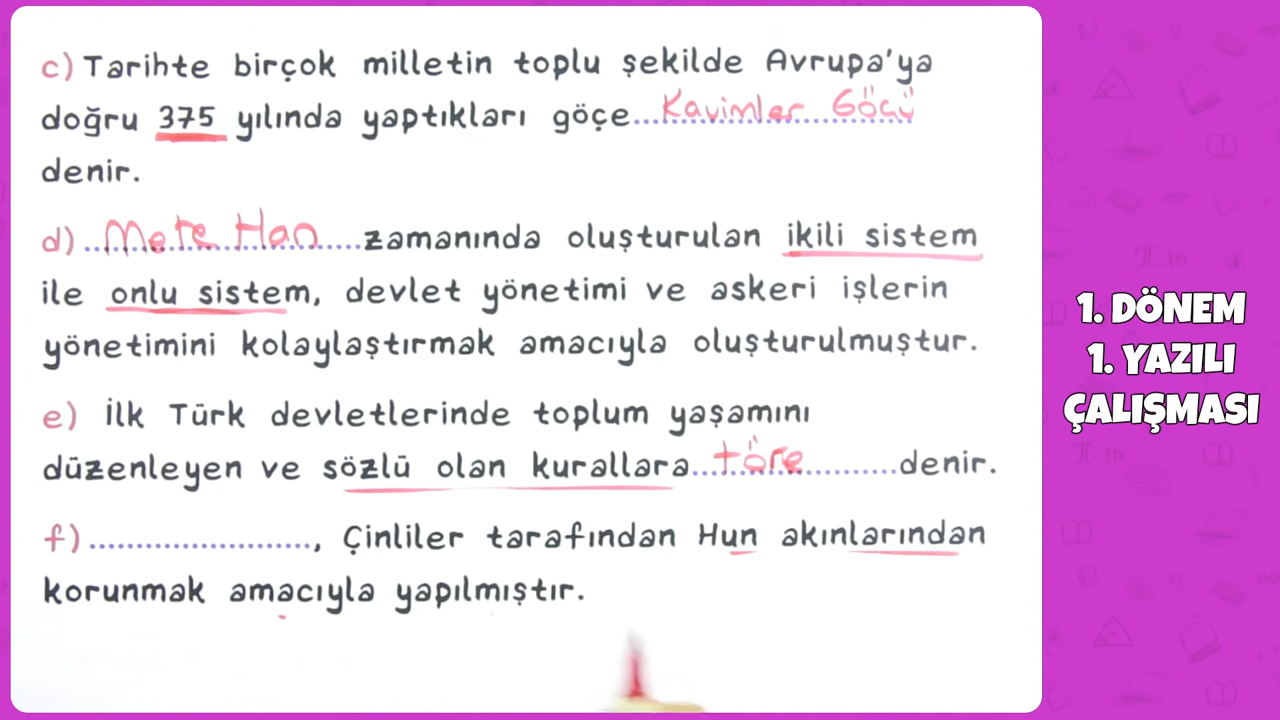 c) Tarihte birçok milletin toplu şekilde Avrupa'ya
doğru 375 yılında yaptıkları göçe...Kavimler Göçü
denir.
d) ...Mete Han...zamanında oluşturulan ikili sistem
ile onlu sistem, devlet yönetimi ve askeri işlerin
yönetimini kolaylaştırmak amacıyla oluşturulmuştur.
e) İlk Türk devletlerinde toplum yaşamını
düzenleyen ve sözlü olan kurallara...töre...denir.
f)......................, Çinliler tarafından Hun akınlarından
korunmak amacıyla yapılmıştır.
1. DÖNEM
1. YAZILI
ÇALIŞMASI